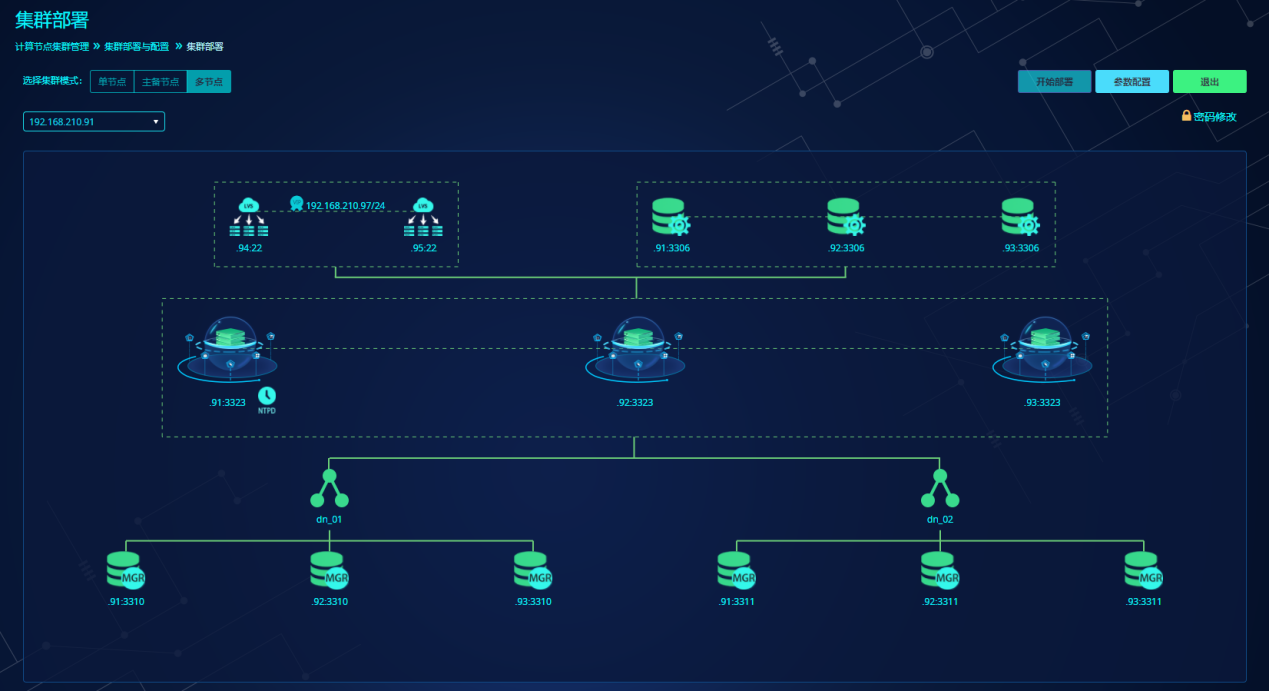 集群部署
计算节点集群管理 » 集群部署与配置 » 集群部署
选择集群模式: 单节点 主备节点 多节点
开始部署 参数配置 退出
192.168.210.91
密码修改
LVS VIP 192.168.210.97/24 LVS
.94:22 .95:22
.91:3306 .92:3306 .93:3306
.91:3323 .92:3323 .93:3323
NTPD
dn_01 dn_02
MGR MGR MGR MGR MGR MGR
.91:3310 .92:3310 .93:3310 .91:3311 .92:3311 .93:3311